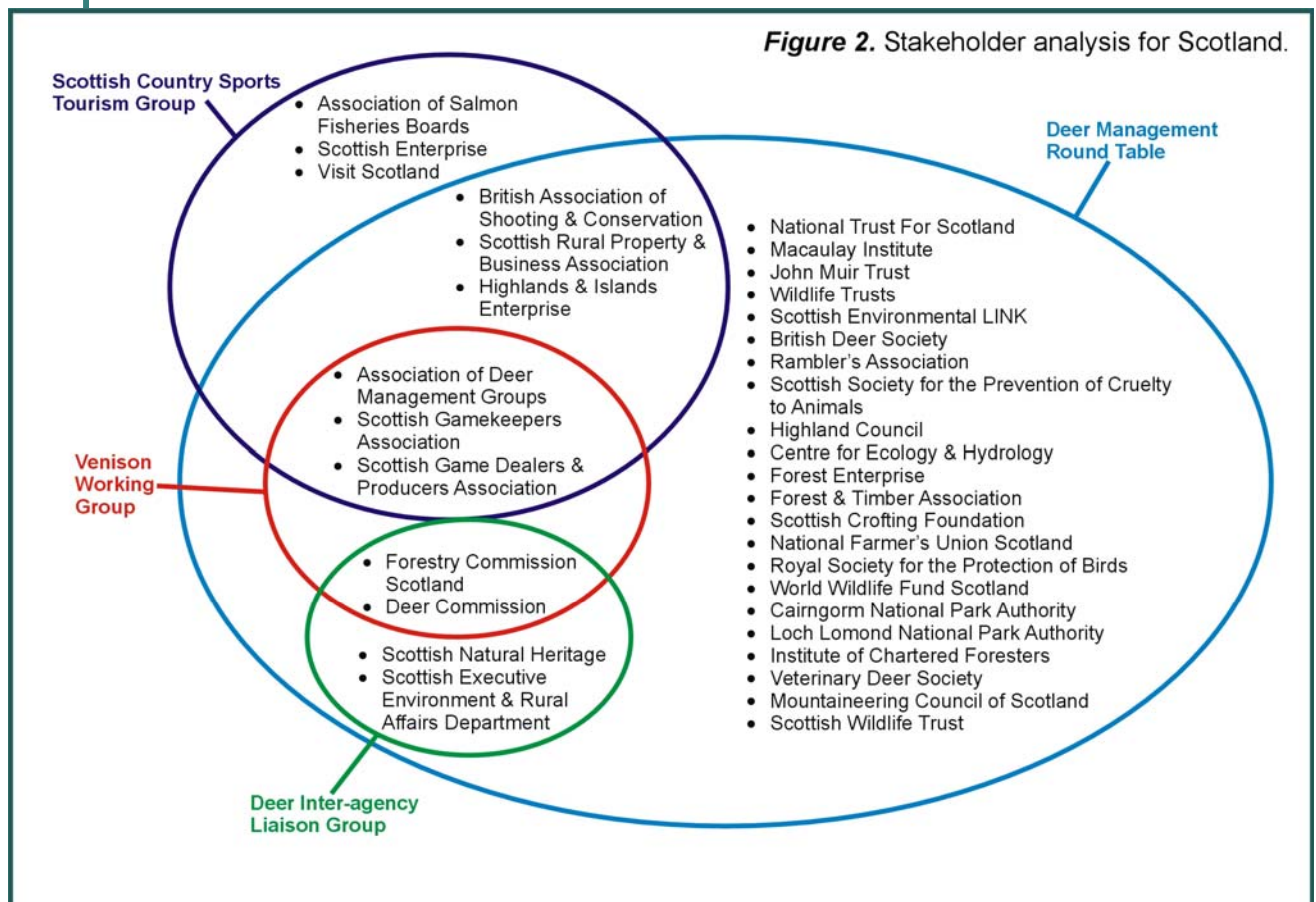 Figure 2. Stakeholder analysis for Scotland.
Scottish Country Sports
Tourism Group
• Association of Salmon
Fisheries Boards
• Scottish Enterprise
• Visit Scotland
Deer Management
Round Table
• British Association of
Shooting & Conservation
• Scottish Rural Property &
Business Association
• Highlands & Islands
Enterprise
• National Trust For Scotland
• Macaulay Institute
• John Muir Trust
• Wildlife Trusts
• Scottish Environmental LINK
• British Deer Society
• Rambler's Association
• Scottish Society for the Prevention of Cruelty
to Animals
• Highland Council
• Centre for Ecology & Hydrology
• Forest Enterprise
• Forest & Timber Association
• Scottish Crofting Foundation
• National Farmer's Union Scotland
• Royal Society for the Protection of Birds
• World Wildlife Fund Scotland
• Cairngorm National Park Authority
• Loch Lomond National Park Authority
• Institute of Chartered Foresters
• Veterinary Deer Society
• Mountaineering Council of Scotland
• Scottish Wildlife Trust
• Association of Deer
Management Groups
• Scottish Gamekeepers
Association
• Scottish Game Dealers &
Producers Association
Venison
Working
Group
• Forestry Commission
Scotland
• Deer Commission
• Scottish Natural Heritage
• Scottish Executive
Environment & Rural
Affairs Department
Deer Inter-agency
Liaison Group